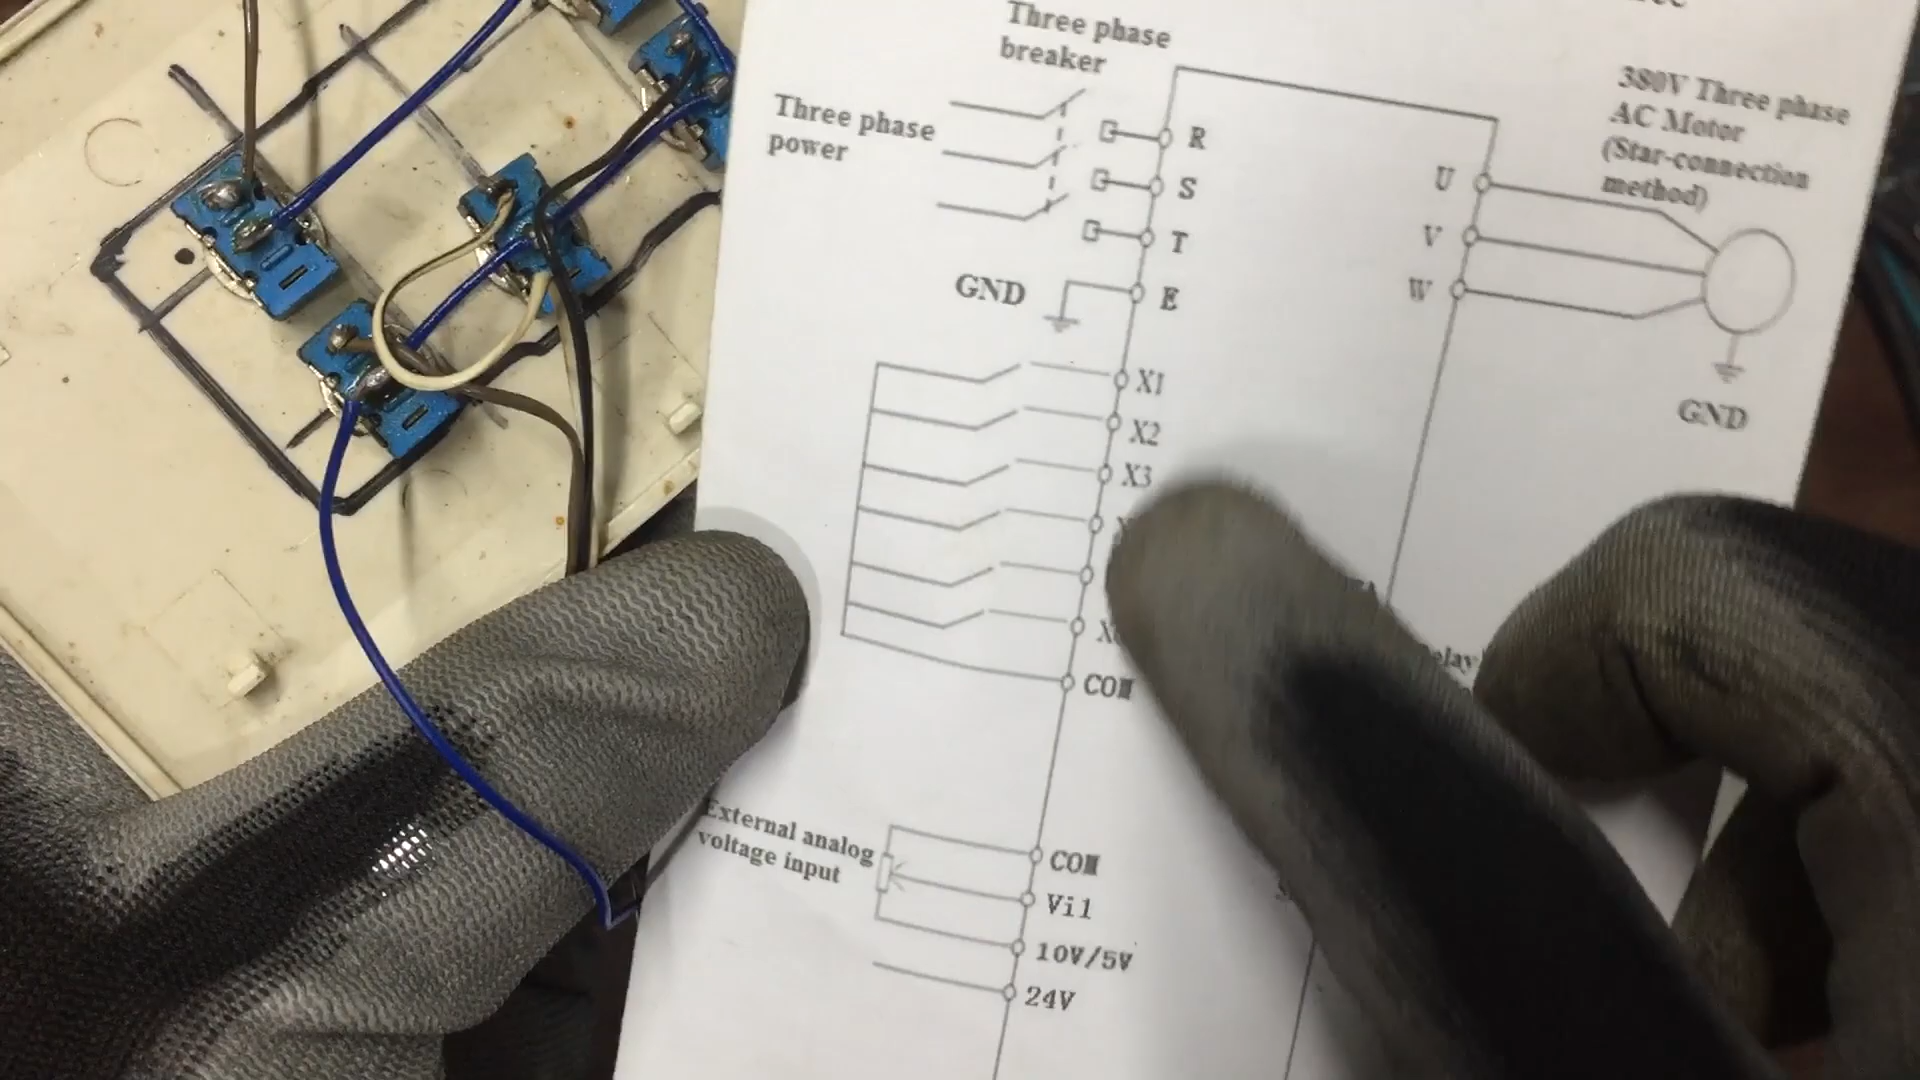 Three phase
breaker
Three phase
power
380V Three phase
AC Motor
(Star-connection
method)
R
S
T
GND
E
U
V
W
GND
X1
X2
X3
COM
External analog
voltage input
COM
Vi1
10V/5V
24V